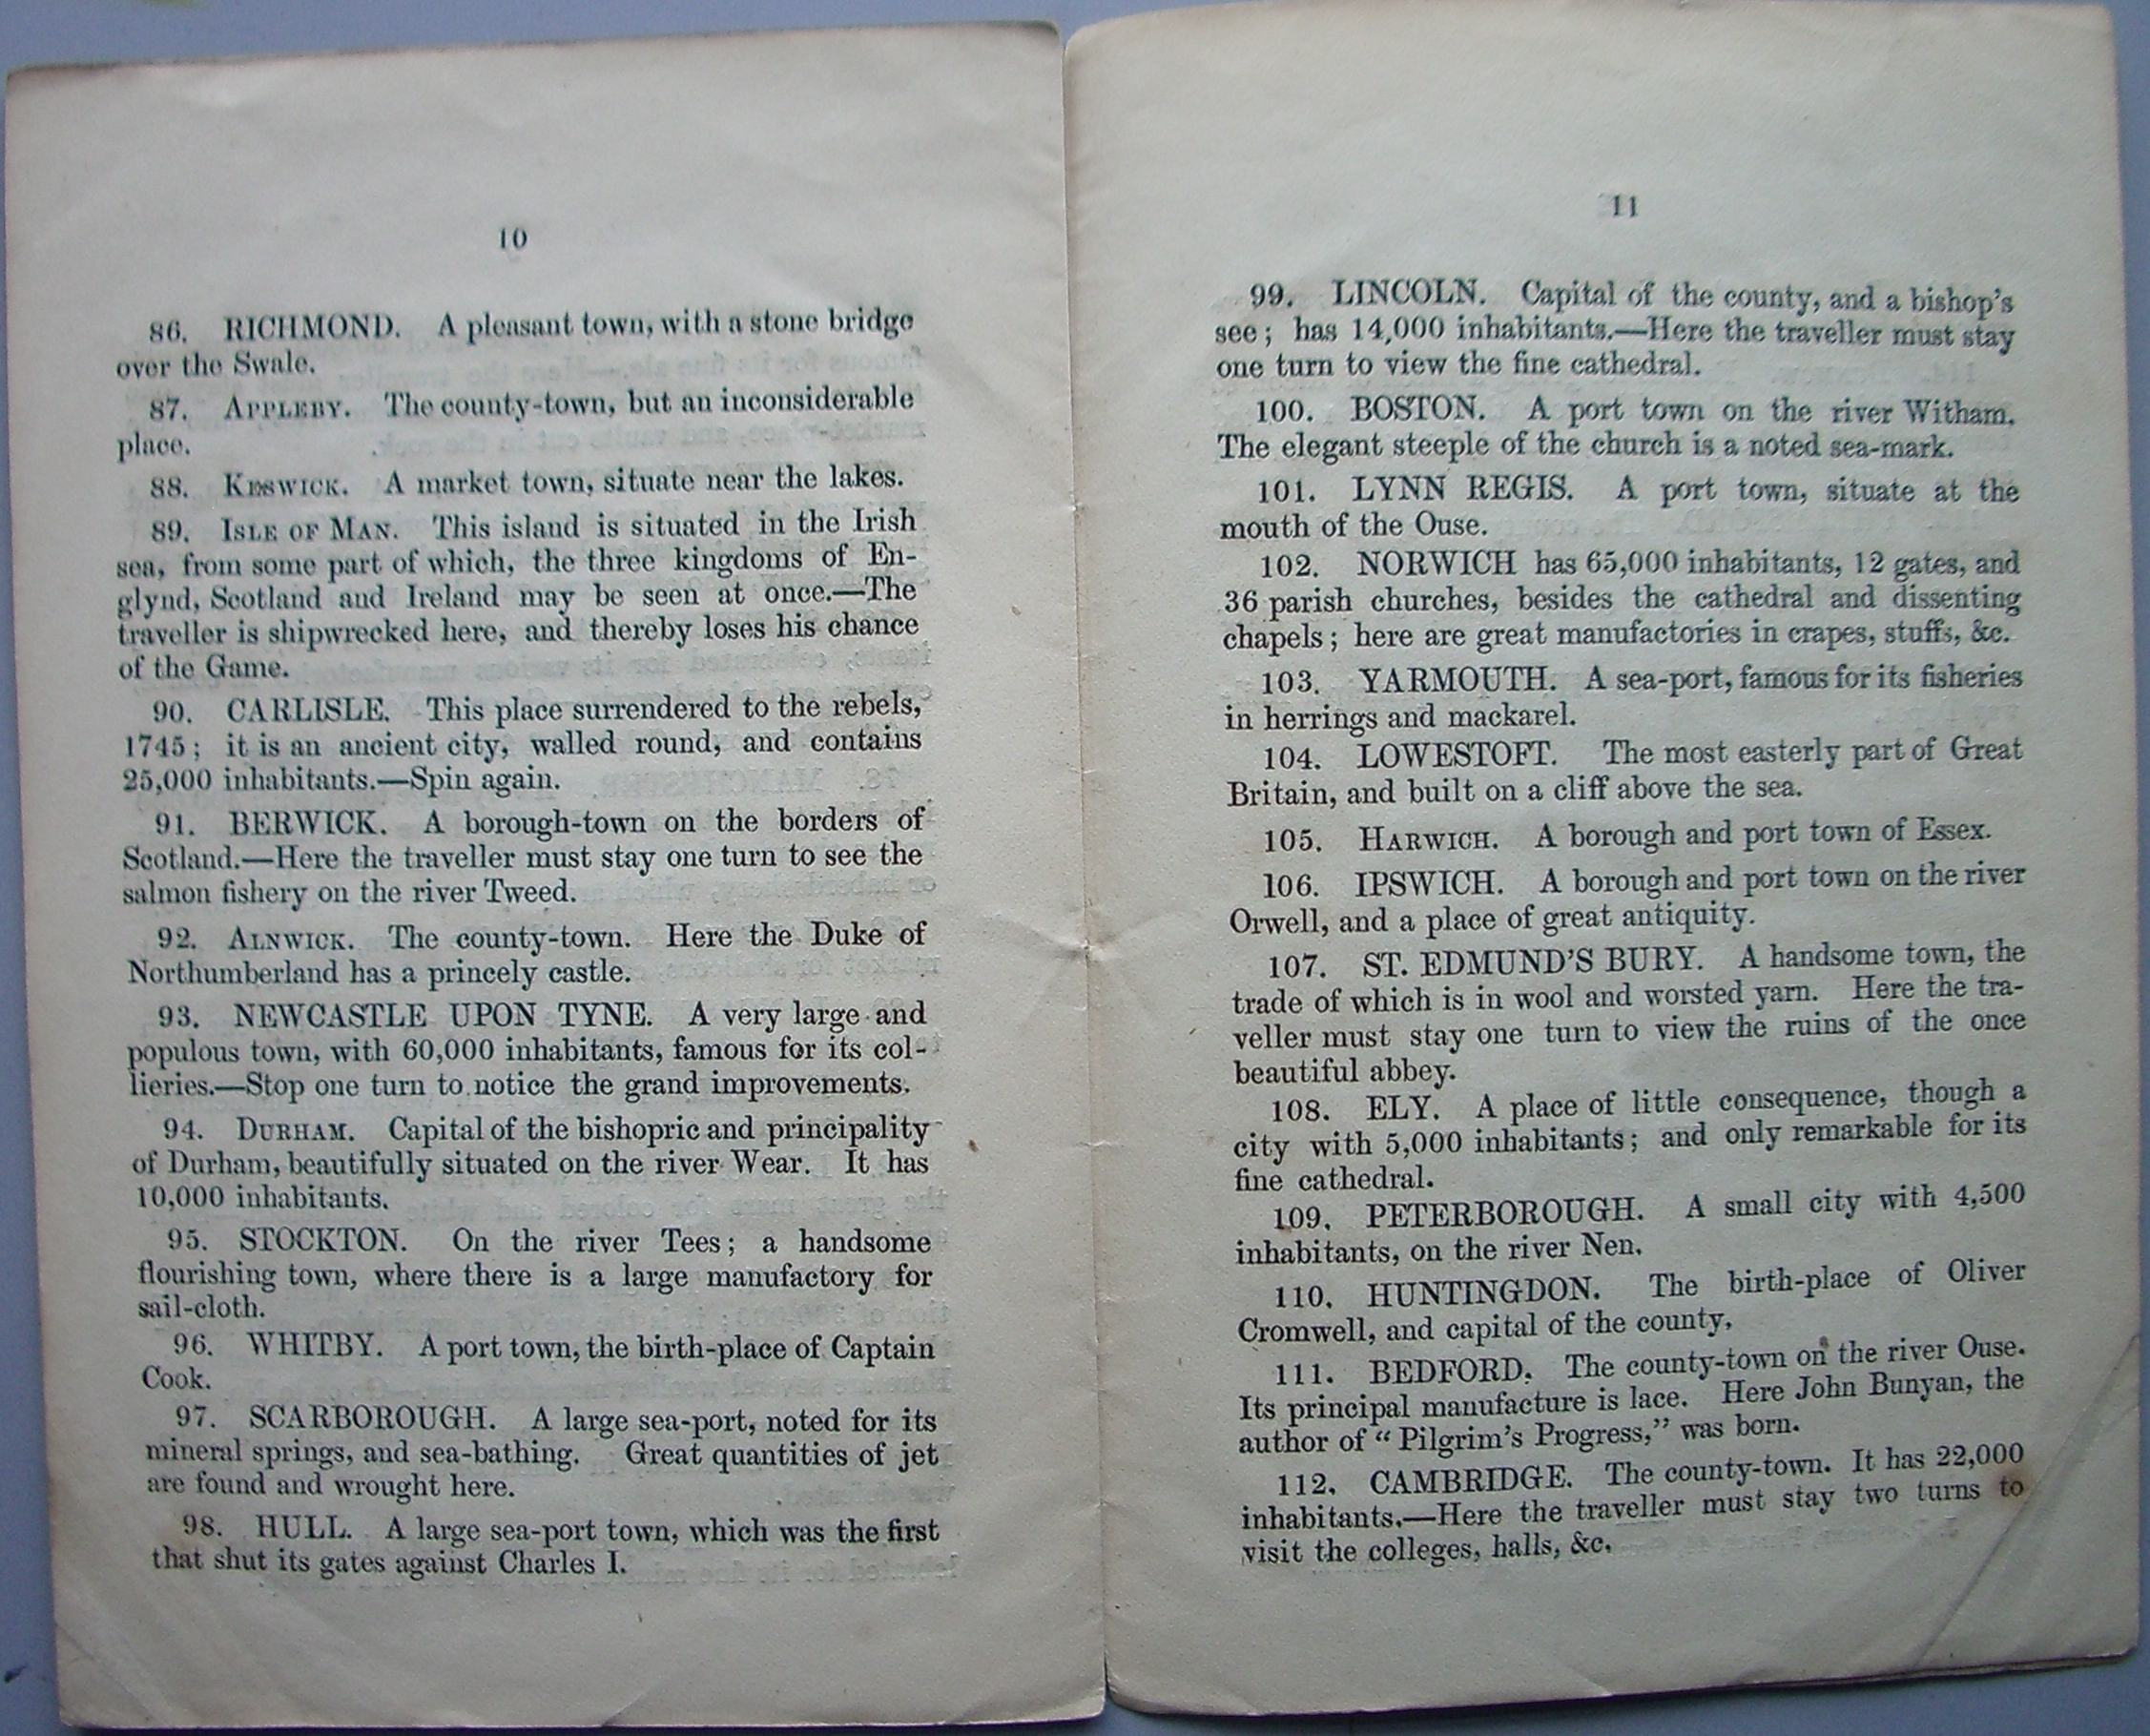 10
86. RICHMOND. A pleasant town, with a stone bridge
over the Swale.
87. APPLEBY. The county-town, but an inconsiderable
place.
88. KESWICK. A market town, situate near the lakes.
89. ISLE OF MAN. This island is situated in the Irish
sea, from some part of which, the three kingdoms of En-
glynd, Scotland and Ireland may be seen at once.—The
traveller is shipwrecked here, and thereby loses his chance
of the Game.
90. CARLISLE. This place surrendered to the rebels,
1745; it is an ancient city, walled round, and contains
25,000 inhabitants.—Spin again.
91. BERWICK. A borough-town on the borders of
Scotland.—Here the traveller must stay one turn to see the
salmon fishery on the river Tweed.
92. ALNWICK. The county-town. Here the Duke of
Northumberland has a princely castle.
93. NEWCASTLE UPON TYNE. A very large and
populous town, with 60,000 inhabitants, famous for its col-
lieries.—Stop one turn to notice the grand improvements.
94. DURHAM. Capital of the bishopric and principality
of Durham, beautifully situated on the river Wear. It has
10,000 inhabitants.
95. STOCKTON. On the river Tees; a handsome
flourishing town, where there is a large manufactory for
sail-cloth.
96. WHITBY. A port town, the birth-place of Captain
Cook.
97. SCARBOROUGH. A large sea-port, noted for its
mineral springs, and sea-bathing. Great quantities of jet
are found and wrought here.
98. HULL. A large sea-port town, which was the first
that shut its gates against Charles I.
11
99. LINCOLN. Capital of the county, and a bishop's
see; has 14,000 inhabitants.—Here the traveller must stay
one turn to view the fine cathedral.
100. BOSTON. A port town on the river Witham.
The elegant steeple of the church is a noted sea-mark.
101. LYNN REGIS. A port town, situate at the
mouth of the Ouse.
102. NORWICH has 65,000 inhabitants, 12 gates, and
36 parish churches, besides the cathedral and dissenting
chapels; here are great manufactories in crapes, stuffs, &c.
103. YARMOUTH. A sea-port, famous for its fisheries
in herrings and mackarel.
104. LOWESTOFT. The most easterly part of Great
Britain, and built on a cliff above the sea.
105. HARWICH. A borough and port town of Essex.
106. IPSWICH. A borough and port town on the river
Orwell, and a place of great antiquity.
107. ST. EDMUND'S BURY. A handsome town, the
trade of which is in wool and worsted yarn. Here the tra-
veller must stay one turn to view the ruins of the once
beautiful abbey.
108. ELY. A place of little consequence, though a
city with 5,000 inhabitants; and only remarkable for its
fine cathedral.
109. PETERBOROUGH. A small city with 4,500
inhabitants, on the river Nen.
110. HUNTINGDON. The birth-place of Oliver
Cromwell, and capital of the county.
111. BEDFORD. The county-town on the river Ouse.
Its principal manufacture is lace. Here John Bunyan, the
author of "Pilgrim's Progress," was born.
112. CAMBRIDGE. The county-town. It has 22,000
inhabitants.—Here the traveller must stay two turns to
visit the colleges, halls, &c.